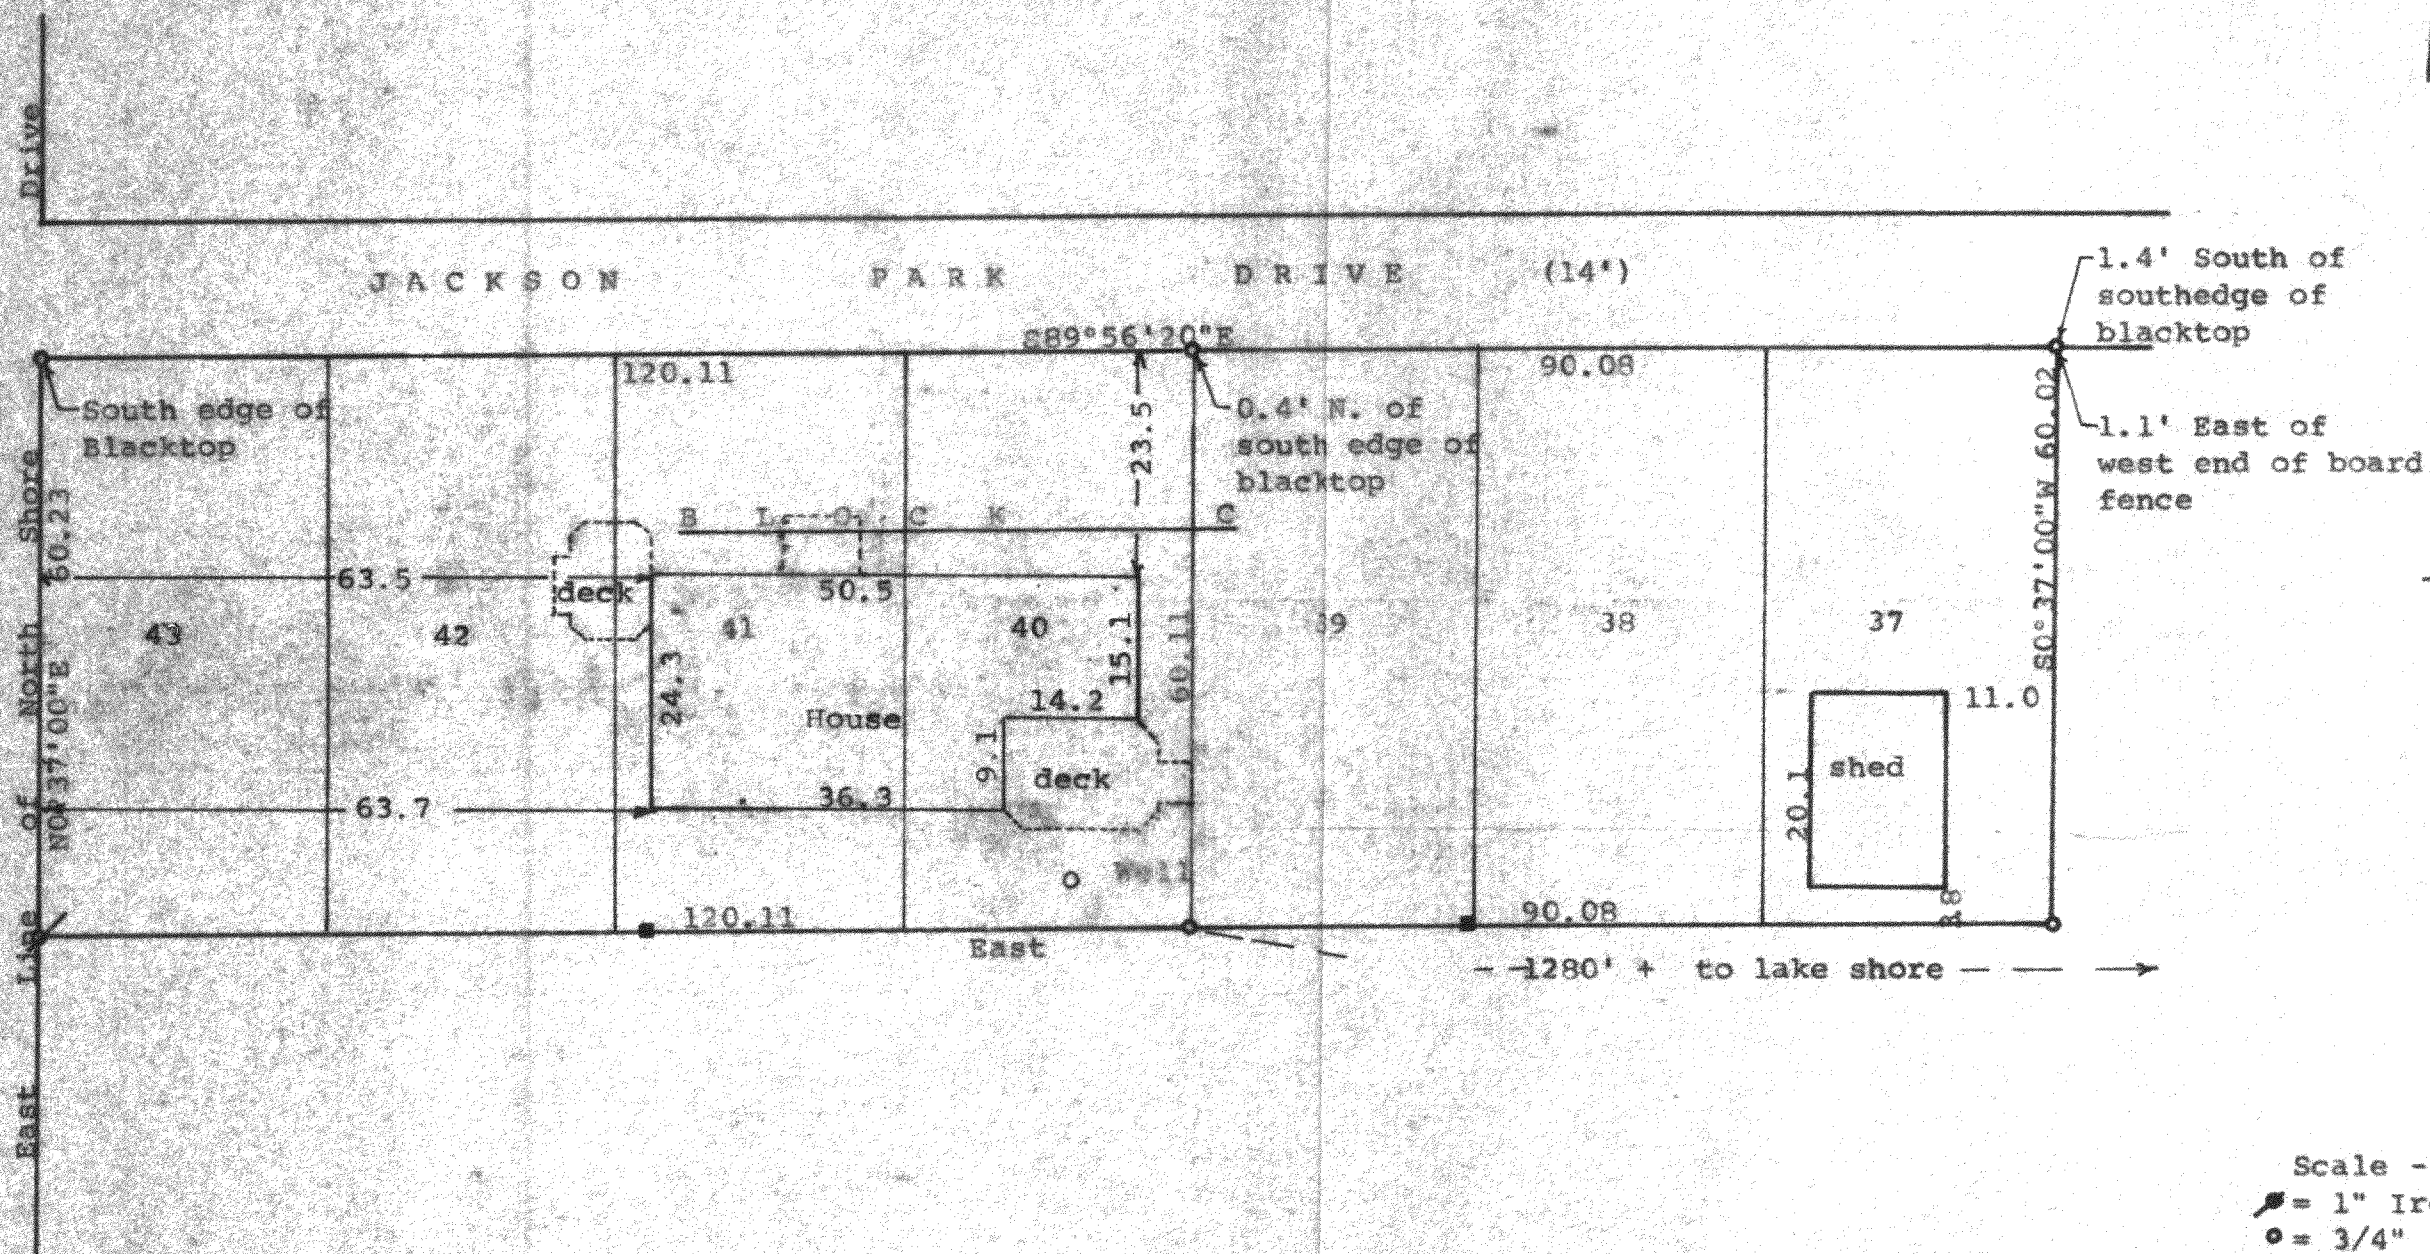 Drive
JACKSON PARK DRIVE (14')
1.4' South of
southedge of
blacktop
S89°56'20"E
120.11
90.08
South edge of
Blacktop
23.5
0.4' N. of
south edge of
blacktop
1.1' East of
west end of board
fence
S0°37'00"W 60.02
BLOCK C
East Line of North Shore
N0°37'00"E 60.23
63.5
deck
50.5
43
42
41
40
39
38
37
15.1
60.11
24.3
14.2
11.0
House
9.1
deck
shed
20.1
63.7
36.3
Well
120.11
90.08
East
1280' + to lake shore
Scale -
= 1"
= 3/4"